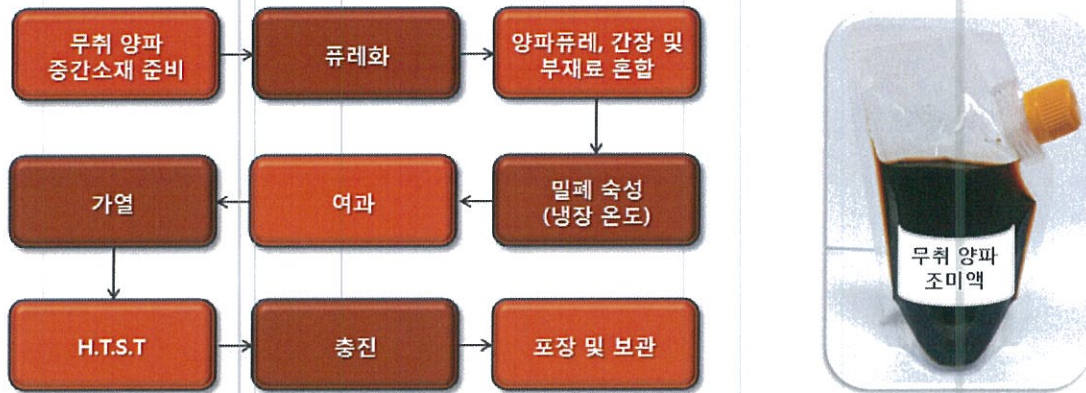 무취 양파
중간소재 준비
퓨레화
양파퓨레, 간장 및
부재료 혼합
밀폐 숙성
(냉장 온도)
여과
가열
H.T.S.T
충진
포장 및 보관
무취 양파
조미액